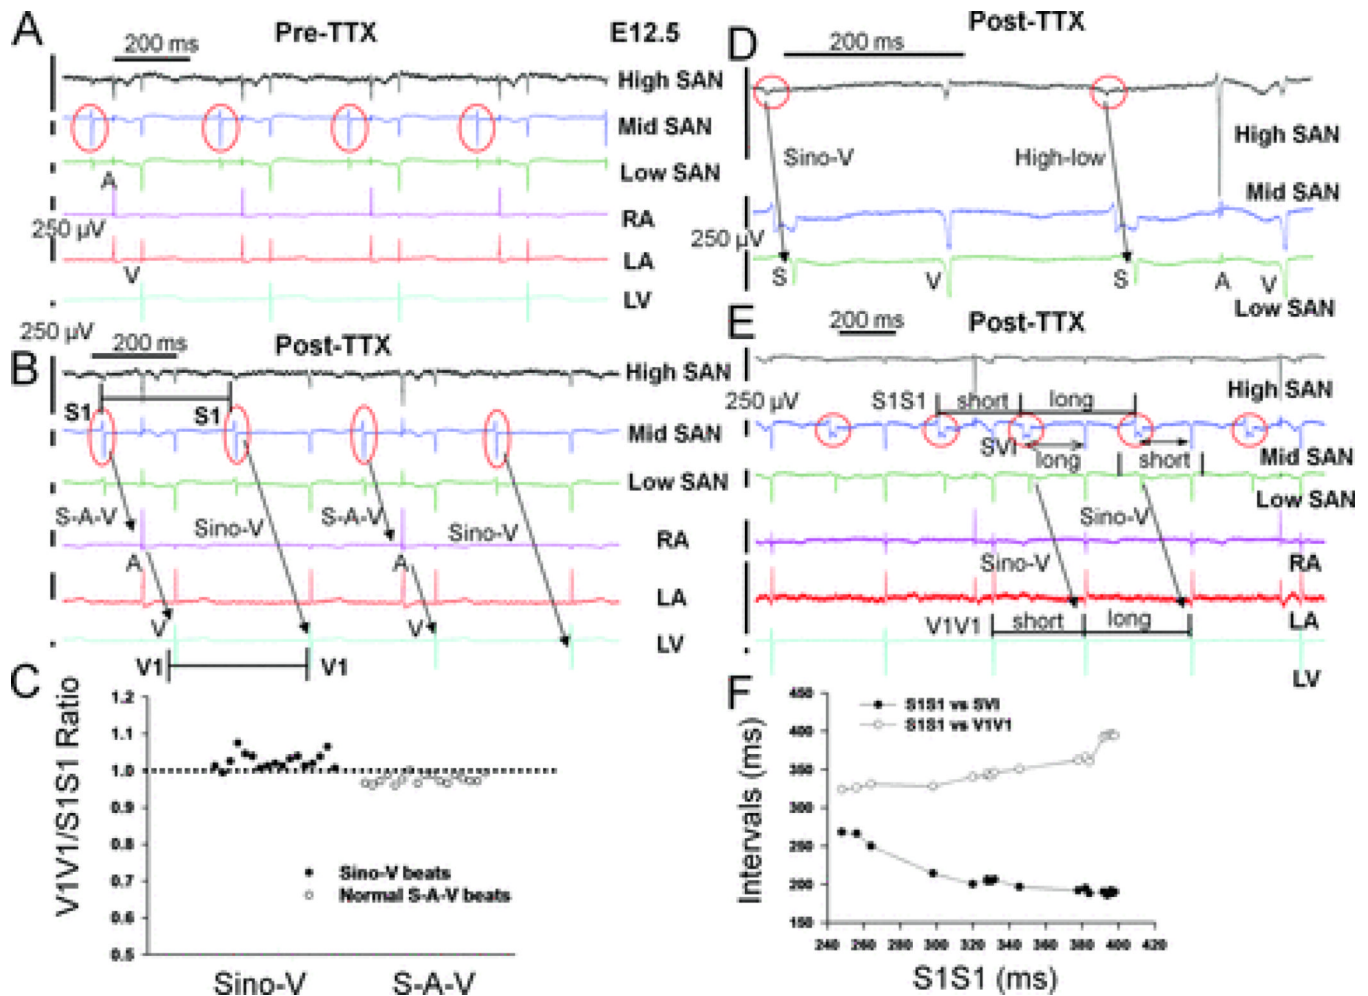 A
Pre-TTX
E12.5
200 ms
High SAN
Mid SAN
Low SAN
A
RA
250 µV
LA
V
LV
250 µV
B
200 ms
Post-TTX
High SAN
S1
S1
Mid SAN
Low SAN
S-A-V
Sino-V
S-A-V
Sino-V
RA
A
A
LA
V
V
LV
V1
V1
C
V1V1/S1S1 Ratio
1.2
1.1
1.0
0.9
0.8
0.7
0.6
0.5
Sino-V beats
Normal S-A-V beats
Sino-V
S-A-V
D
Post-TTX
200 ms
High SAN
Sino-V
High-low
Mid SAN
250 µV
S
V
S
A
V
Low SAN
E
200 ms
Post-TTX
High SAN
250 µV
S1S1
short
long
SVI
long
short
Mid SAN
Low SAN
Sino-V
Sino-V
RA
V1V1
short
long
LA
LV
F
Intervals (ms)
450
400
350
300
250
200
150
S1S1 vs SVI
S1S1 vs V1V1
240 260 280 300 320 340 360 380 400 420
S1S1 (ms)